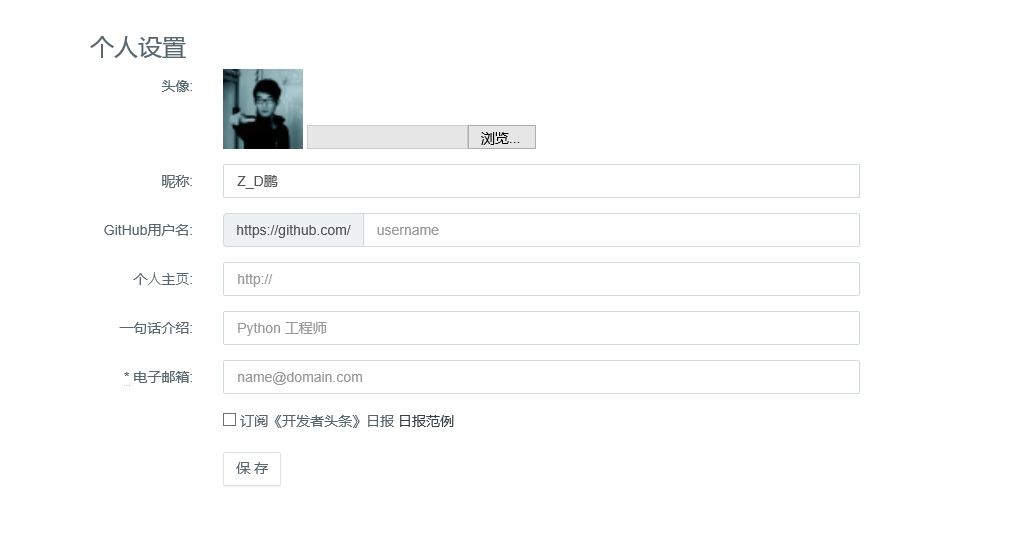 个人设置
头像:
浏览...
昵称: Z_D鹏
GitHub用户名: https://github.com/ username
个人主页: http://
一句话介绍: Python 工程师
* 电子邮箱: name@domain.com
订阅《开发者头条》日报 日报范例
保 存